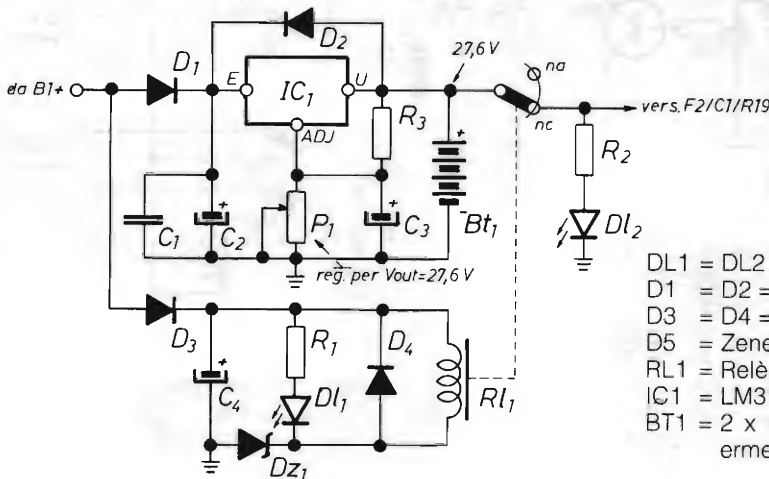 27,6 V
D2
na
D1
da B1+
E
IC1
U
nc
vers. F2/C1/R19
ADJ
R3
R2
+
+
+
C1
C2
P1
C3
Bt1
Dl2
reg. per Vout=27,6 V
D3
R1
D4
+
C4
Dl1
Rl1
Dz1
DL1 = DL2
D1 = D2 =
D3 = D4 =
D5 = Zene
RL1 = Relè
IC1 = LM3
BT1 = 2 x
erme